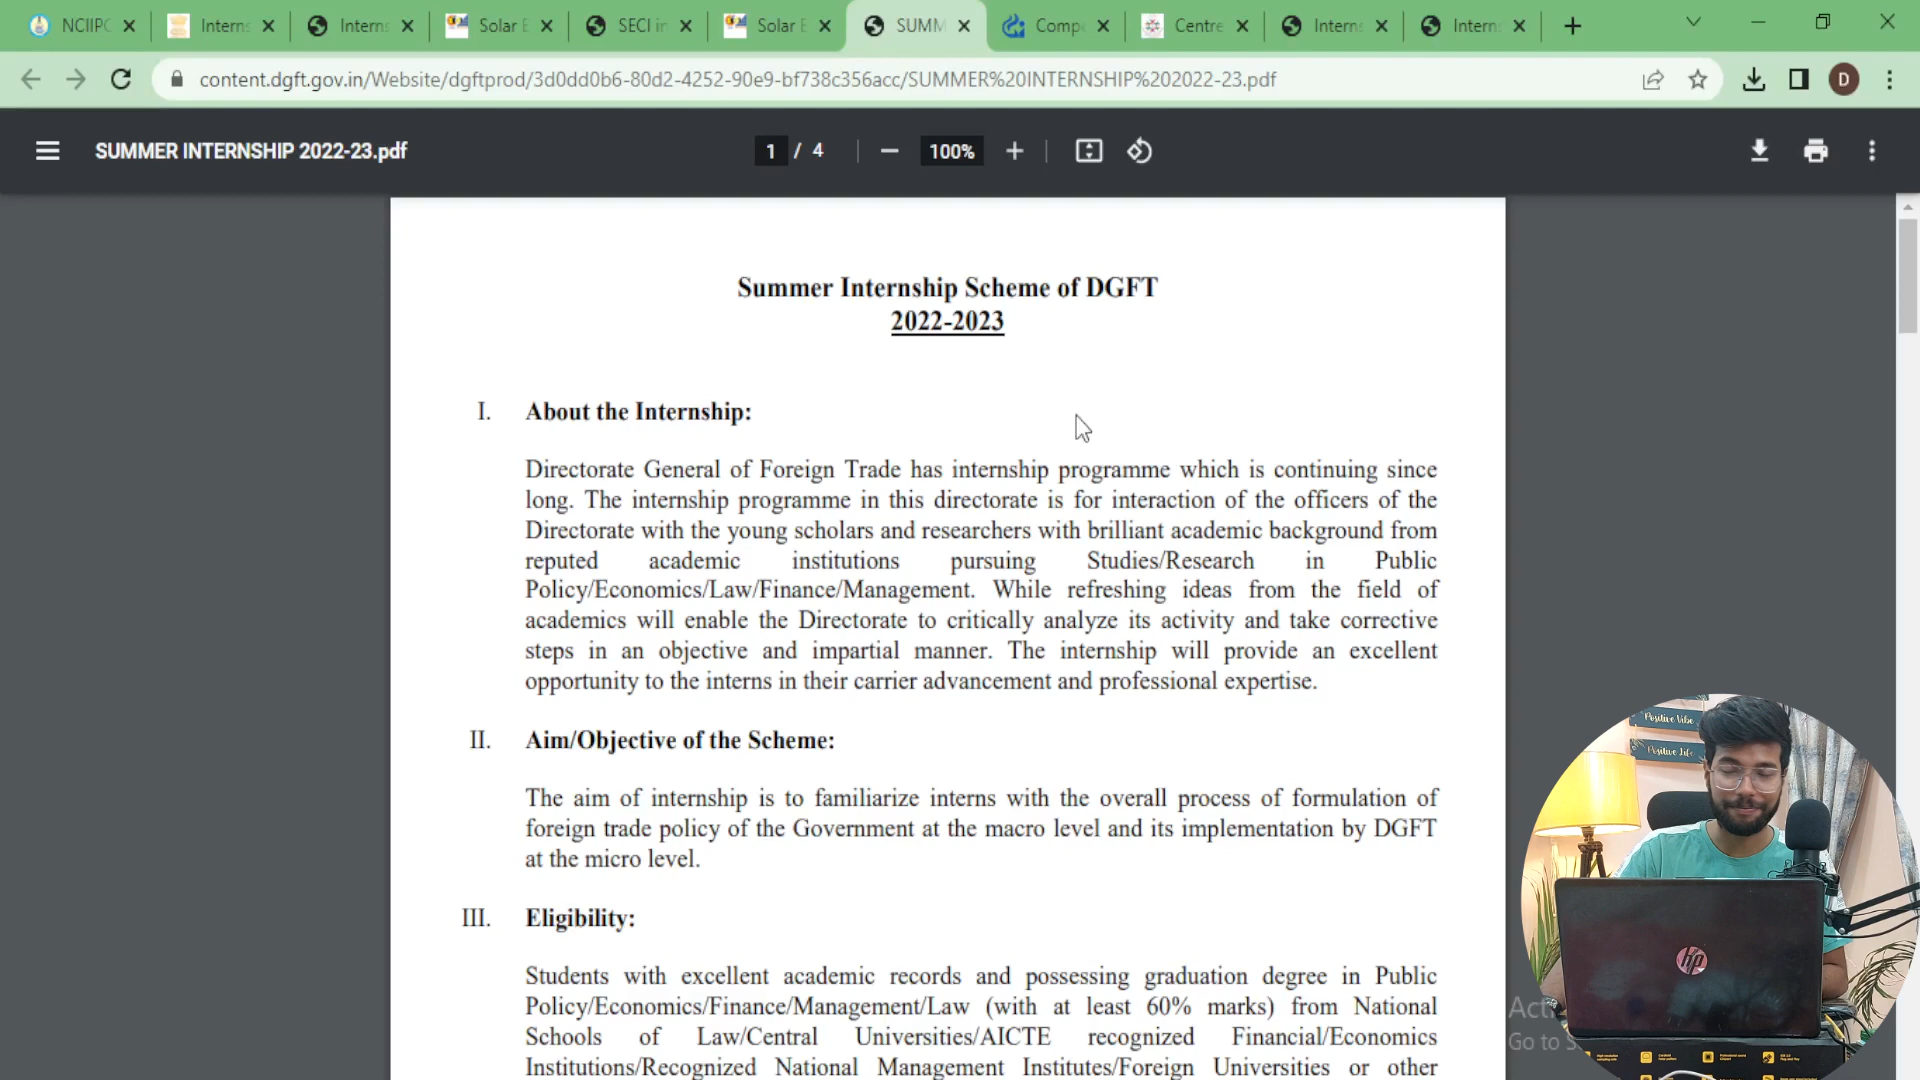 NCIIPC
Interns
Interns
Solar E
SECI in
Solar E
SUMM
Compe
Centre
Interns
Interns
content.dgft.gov.in/Website/dgftprod/3d0dd0b6-80d2-4252-90e9-bf738c356acc/SUMMER%20INTERNSHIP%202022-23.pdf
D
SUMMER INTERNSHIP 2022-23.pdf
1 / 4
100%
Summer Internship Scheme of DGFT
2022-2023
I. About the Internship:
Directorate General of Foreign Trade has internship programme which is continuing since
long. The internship programme in this directorate is for interaction of the officers of the
Directorate with the young scholars and researchers with brilliant academic background from
reputed academic institutions pursuing Studies/Research in Public
Policy/Economics/Law/Finance/Management. While refreshing ideas from the field of
academics will enable the Directorate to critically analyze its activity and take corrective
steps in an objective and impartial manner. The internship will provide an excellent
opportunity to the interns in their carrier advancement and professional expertise.
II. Aim/Objective of the Scheme:
The aim of internship is to familiarize interns with the overall process of formulation of
foreign trade policy of the Government at the macro level and its implementation by DGFT
at the micro level.
III. Eligibility:
Students with excellent academic records and possessing graduation degree in Public
Policy/Economics/Finance/Management/Law (with at least 60% marks) from National
Schools of Law/Central Universities/AICTE recognized Financial/Economics
Institutions/Recognized National Management Institutes/Foreign Universities or other
Positive Vibe
Positive Life
hp
Acti
Go to S